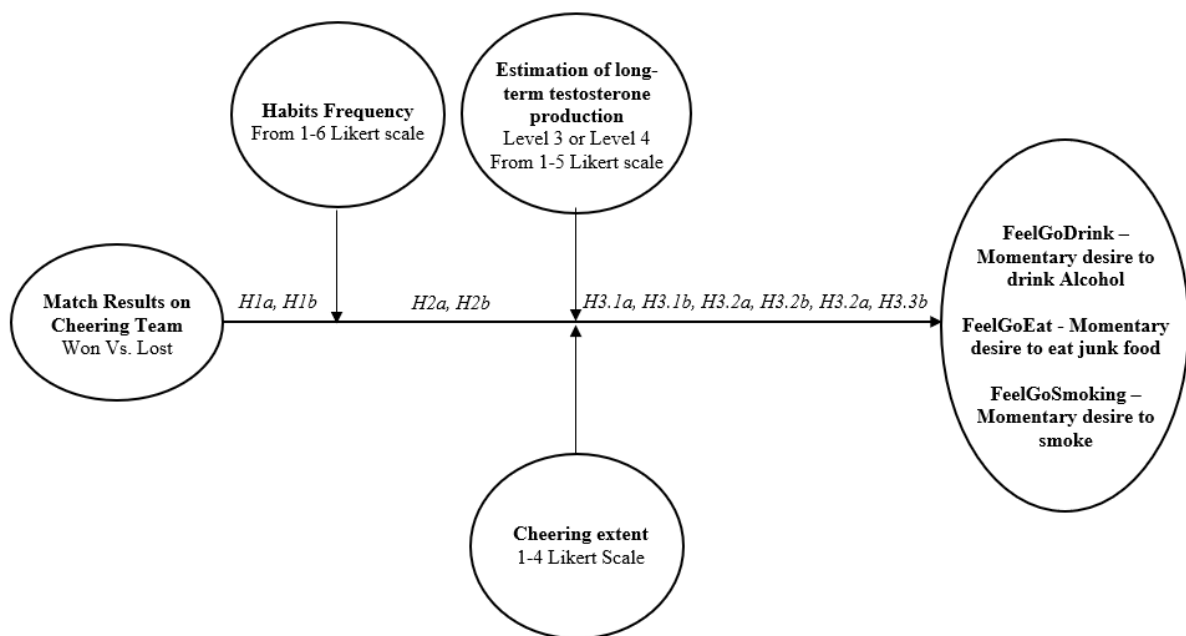 Habits Frequency
From 1-6 Likert scale
Estimation of long-
term testosterone
production
Level 3 or Level 4
From 1-5 Likert scale
Match Results on
Cheering Team
Won Vs. Lost
H1a, H1b
H2a, H2b
H3.1a, H3.1b, H3.2a, H3.2b, H3.2a, H3.3b
FeelGoDrink –
Momentary desire to
drink Alcohol
FeelGoEat - Momentary
desire to eat junk food
FeelGoSmoking –
Momentary desire to
smoke
Cheering extent
1-4 Likert Scale